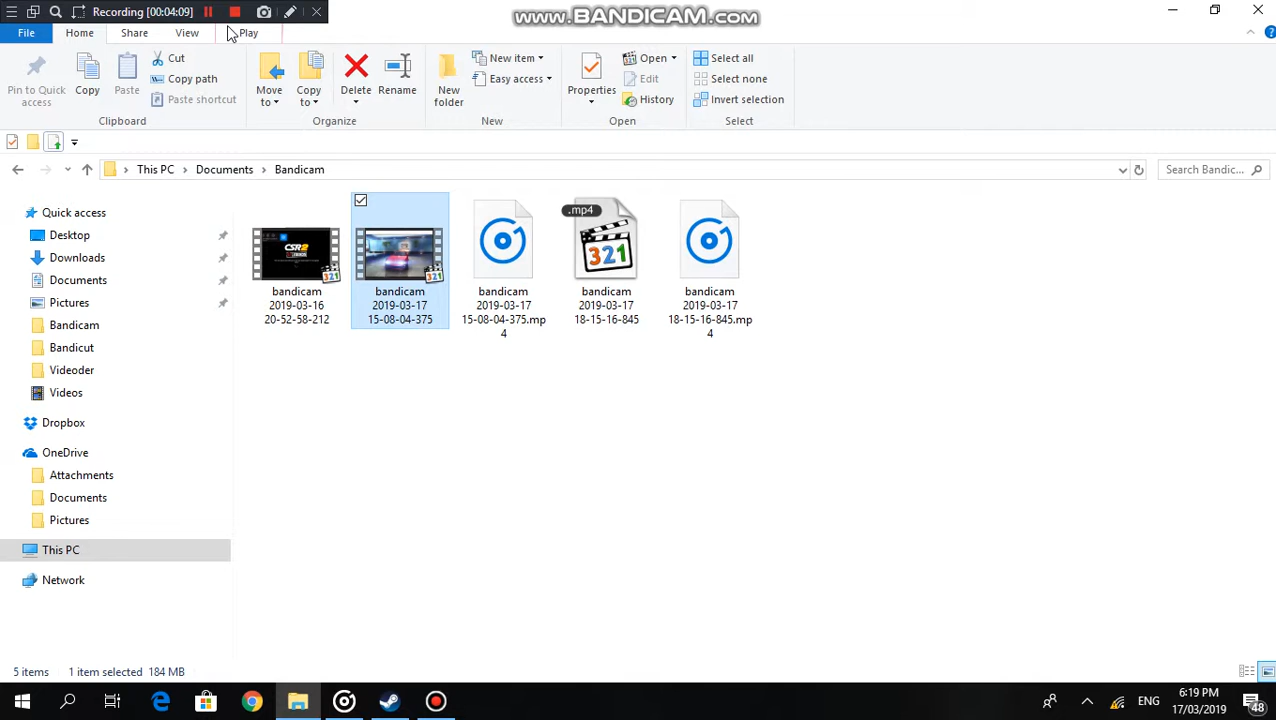 Recording [00:04:09]
WWW.BANDICAM.COM
File
Home
Share
View
Play
Pin to Quick access
Copy
Paste
Cut
Copy path
Paste shortcut
Clipboard
Move to
Copy to
Delete
Rename
Organize
New folder
New item
Easy access
New
Properties
Open
Edit
History
Open
Select all
Select none
Invert selection
Select
This PC
Documents
Bandicam
Search Bandic...
Quick access
Desktop
Downloads
Documents
Pictures
Bandicam
Bandicut
Videoder
Videos
Dropbox
OneDrive
Attachments
Documents
Pictures
This PC
Network
CSR2
321
bandicam
2019-03-16
20-52-58-212
321
bandicam
2019-03-17
15-08-04-375
bandicam
2019-03-17
15-08-04-375.mp
4
.mp4
321
bandicam
2019-03-17
18-15-16-845
bandicam
2019-03-17
18-15-16-845.mp
4
5 items
1 item selected 184 MB
ENG
6:19 PM
17/03/2019
48